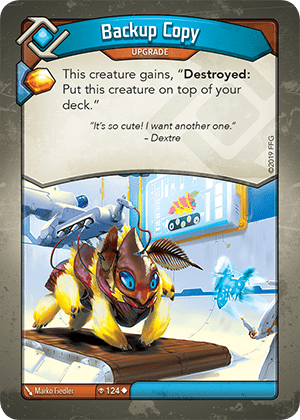 Backup Copy
UPGRADE
This creature gains, “Destroyed:
Put this creature on top of your
deck.”
“It’s so cute! I want another one.”
– Dextre
©2019 FFG
Marko Fiedler
124